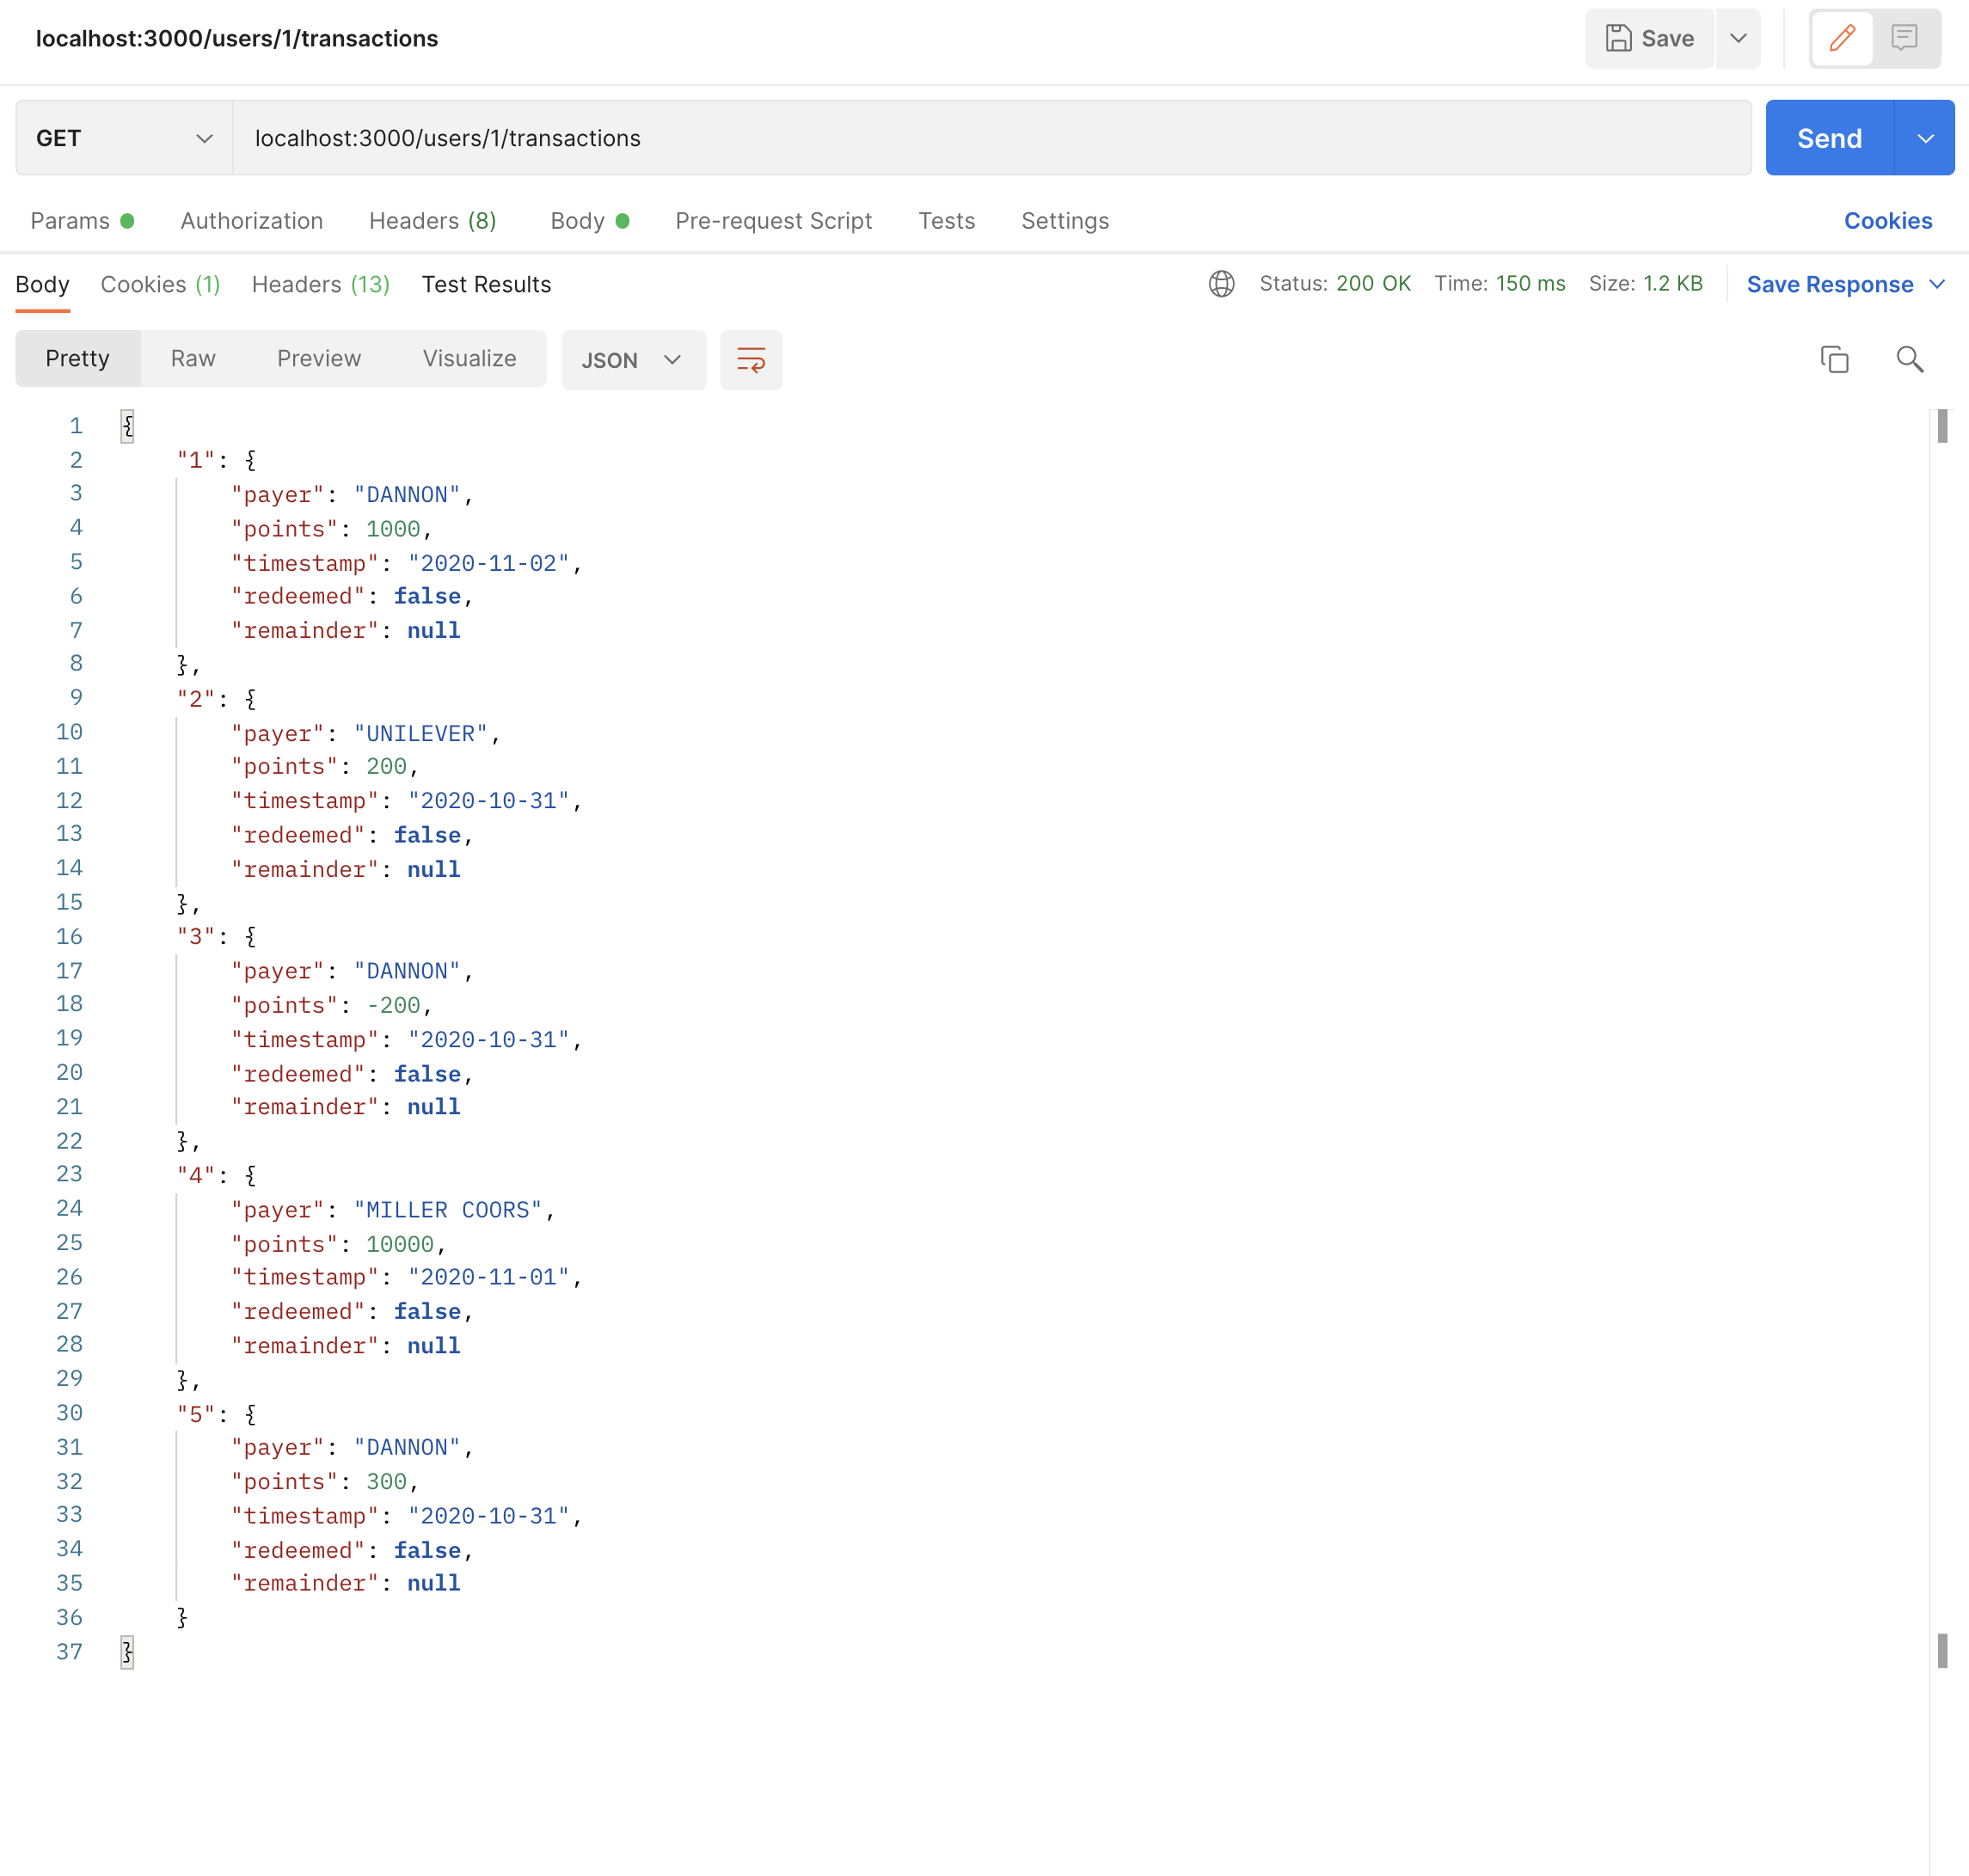 localhost:3000/users/1/transactions Save
GET localhost:3000/users/1/transactions Send
Params Authorization Headers (8) Body Pre-request Script Tests Settings Cookies
Body Cookies (1) Headers (13) Test Results Status: 200 OK Time: 150 ms Size: 1.2 KB Save Response
Pretty Raw Preview Visualize JSON
1 {
2 "1": {
3 "payer": "DANNON",
4 "points": 1000,
5 "timestamp": "2020-11-02",
6 "redeemed": false,
7 "remainder": null
8 },
9 "2": {
10 "payer": "UNILEVER",
11 "points": 200,
12 "timestamp": "2020-10-31",
13 "redeemed": false,
14 "remainder": null
15 },
16 "3": {
17 "payer": "DANNON",
18 "points": -200,
19 "timestamp": "2020-10-31",
20 "redeemed": false,
21 "remainder": null
22 },
23 "4": {
24 "payer": "MILLER COORS",
25 "points": 10000,
26 "timestamp": "2020-11-01",
27 "redeemed": false,
28 "remainder": null
29 },
30 "5": {
31 "payer": "DANNON",
32 "points": 300,
33 "timestamp": "2020-10-31",
34 "redeemed": false,
35 "remainder": null
36 }
37 }